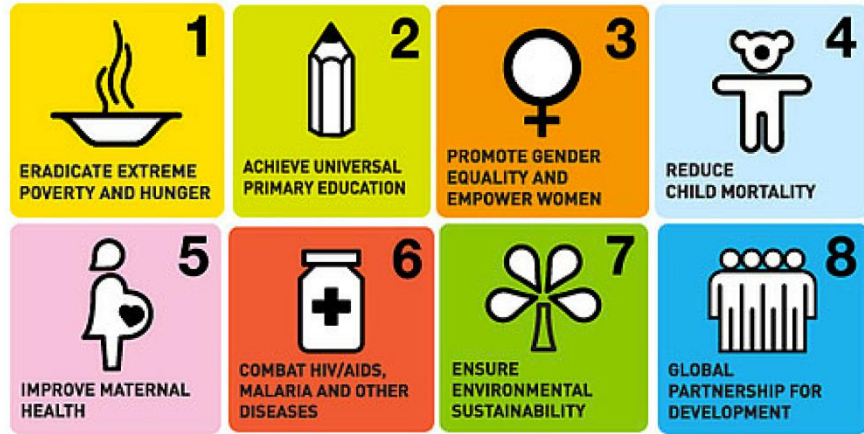 1
ERADICATE EXTREME
POVERTY AND HUNGER
2
ACHIEVE UNIVERSAL
PRIMARY EDUCATION
3
PROMOTE GENDER
EQUALITY AND
EMPOWER WOMEN
4
REDUCE
CHILD MORTALITY
5
IMPROVE MATERNAL
HEALTH
6
COMBAT HIV/AIDS,
MALARIA AND OTHER
DISEASES
7
ENSURE
ENVIRONMENTAL
SUSTAINABILITY
8
GLOBAL
PARTNERSHIP FOR
DEVELOPMENT